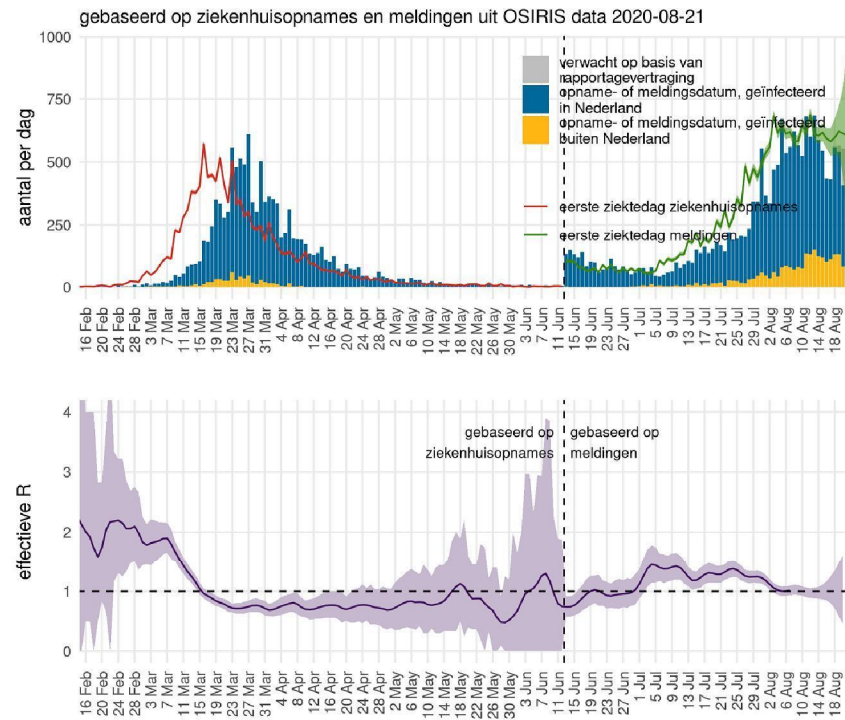 gebaseerd op ziekenhuisopnames en meldingen uit OSIRIS data 2020-08-21
1000
750
500
250
0
aantal per dag
verwacht op basis van
rapportagevertraging
opname- of meldingsdatum, geïnfecteerd
in Nederland
opname- of meldingsdatum, geïnfecteerd
buiten Nederland
eerste ziektedag ziekenhuisopnames
eerste ziektedag meldingen
16 Feb
20 Feb
24 Feb
28 Feb
3 Mar
7 Mar
11 Mar
15 Mar
19 Mar
23 Mar
27 Mar
31 Mar
4 Apr
8 Apr
12 Apr
16 Apr
20 Apr
24 Apr
28 Apr
2 May
6 May
10 May
14 May
18 May
22 May
26 May
30 May
3 Jun
7 Jun
11 Jun
15 Jun
19 Jun
23 Jun
27 Jun
1 Jul
5 Jul
9 Jul
13 Jul
17 Jul
21 Jul
25 Jul
29 Jul
2 Aug
6 Aug
10 Aug
14 Aug
18 Aug
4
3
2
1
0
effectieve R
gebaseerd op
ziekenhuisopnames
gebaseerd op
meldingen
16 Feb
20 Feb
24 Feb
28 Feb
3 Mar
7 Mar
11 Mar
15 Mar
19 Mar
23 Mar
27 Mar
31 Mar
4 Apr
8 Apr
12 Apr
16 Apr
20 Apr
24 Apr
28 Apr
2 May
6 May
10 May
14 May
18 May
22 May
26 May
30 May
3 Jun
7 Jun
11 Jun
15 Jun
19 Jun
23 Jun
27 Jun
1 Jul
5 Jul
9 Jul
13 Jul
17 Jul
21 Jul
25 Jul
29 Jul
2 Aug
6 Aug
10 Aug
14 Aug
18 Aug